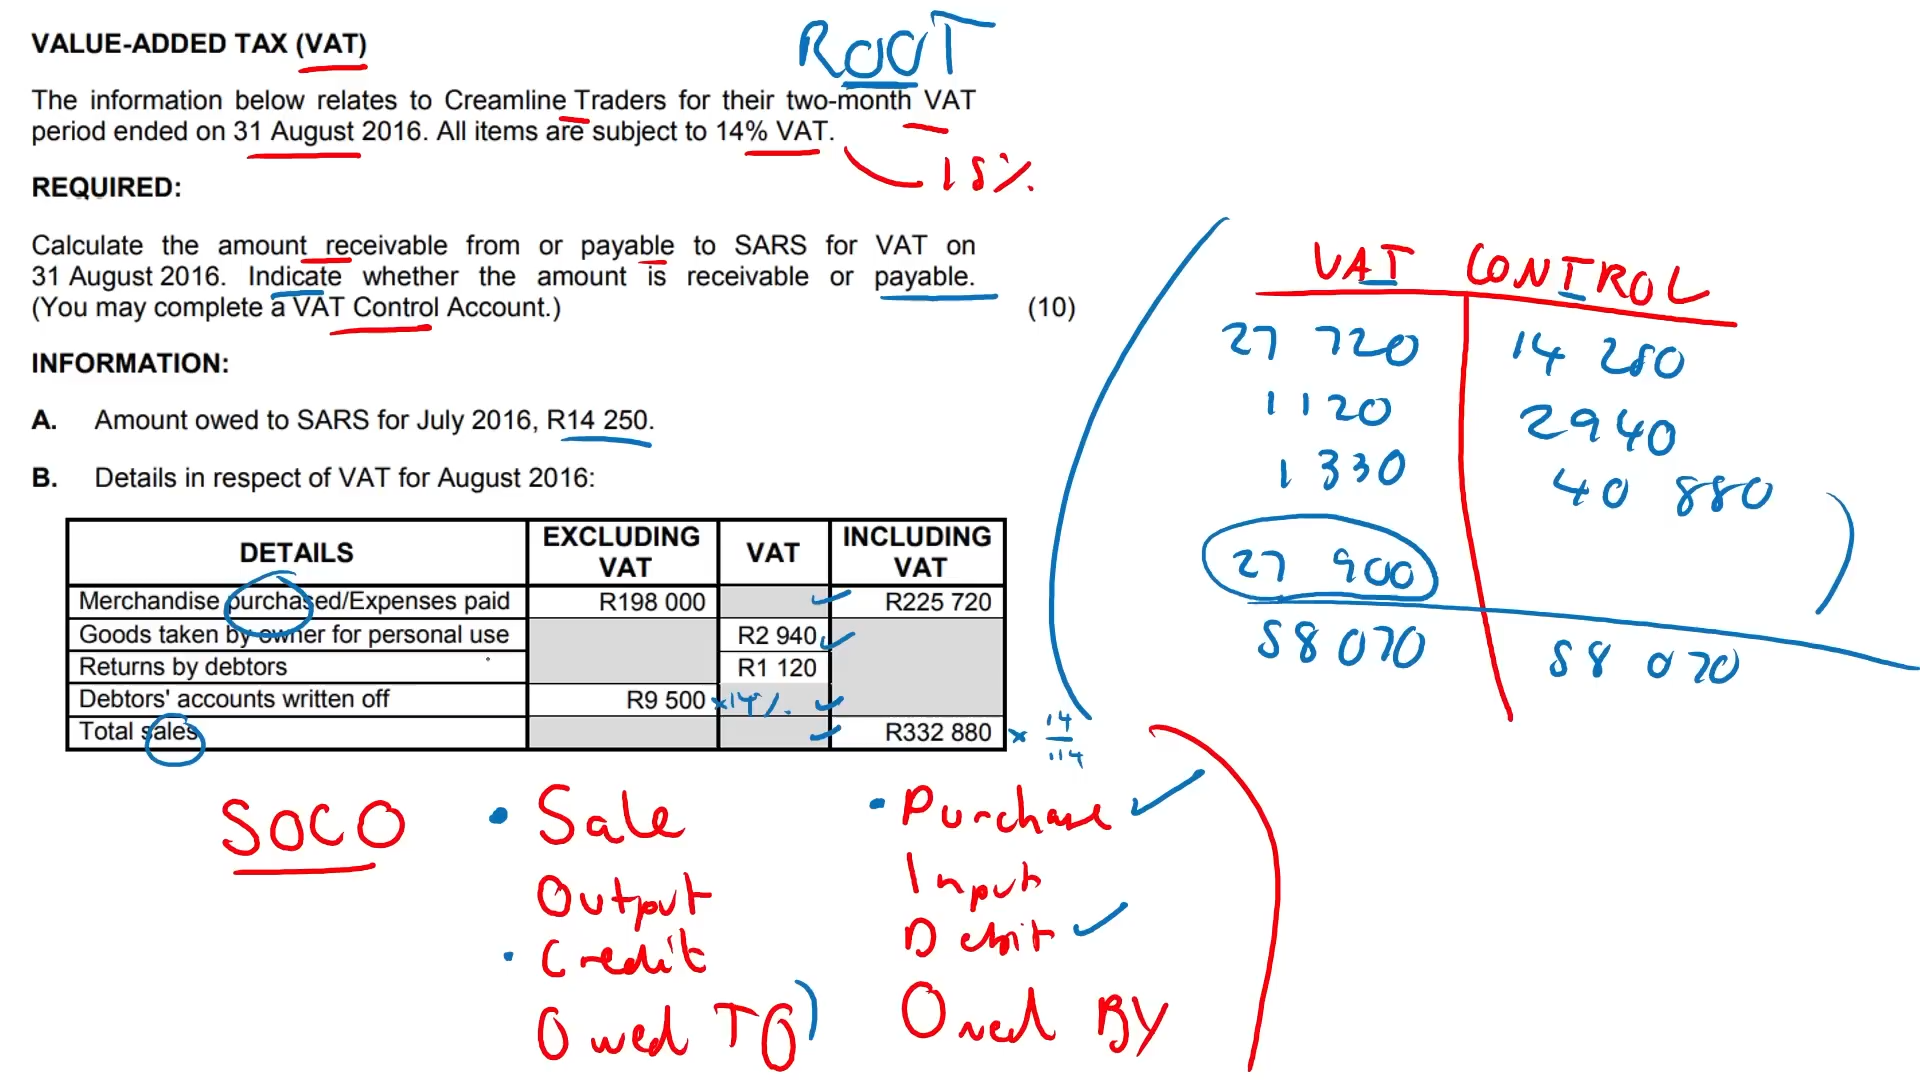 ROOT
VALUE-ADDED TAX (VAT)
The information below relates to Creamline Traders for their two-month VAT
period ended on 31 August 2016. All items are subject to 14% VAT.
15%
REQUIRED:
Calculate the amount receivable from or payable to SARS for VAT on
31 August 2016. Indicate whether the amount is receivable or payable.
(You may complete a VAT Control Account.) (10)
INFORMATION:
A. Amount owed to SARS for July 2016, R14 250.
B. Details in respect of VAT for August 2016:
DETAILS EXCLUDING VAT VAT INCLUDING VAT
Merchandise purchased/Expenses paid R198 000 R225 720
Goods taken by owner for personal use R2 940
Returns by debtors R1 120
Debtors' accounts written off R9 500 ×14%
Total sales R332 880 × 14/114
VAT CONTROL
27 720 14 250
1120 2940
1 330 40 880
27 900
58 070 58 070
SOCO
Sale Purchase
Output Input
Credit Debit
Owed TO Owed BY